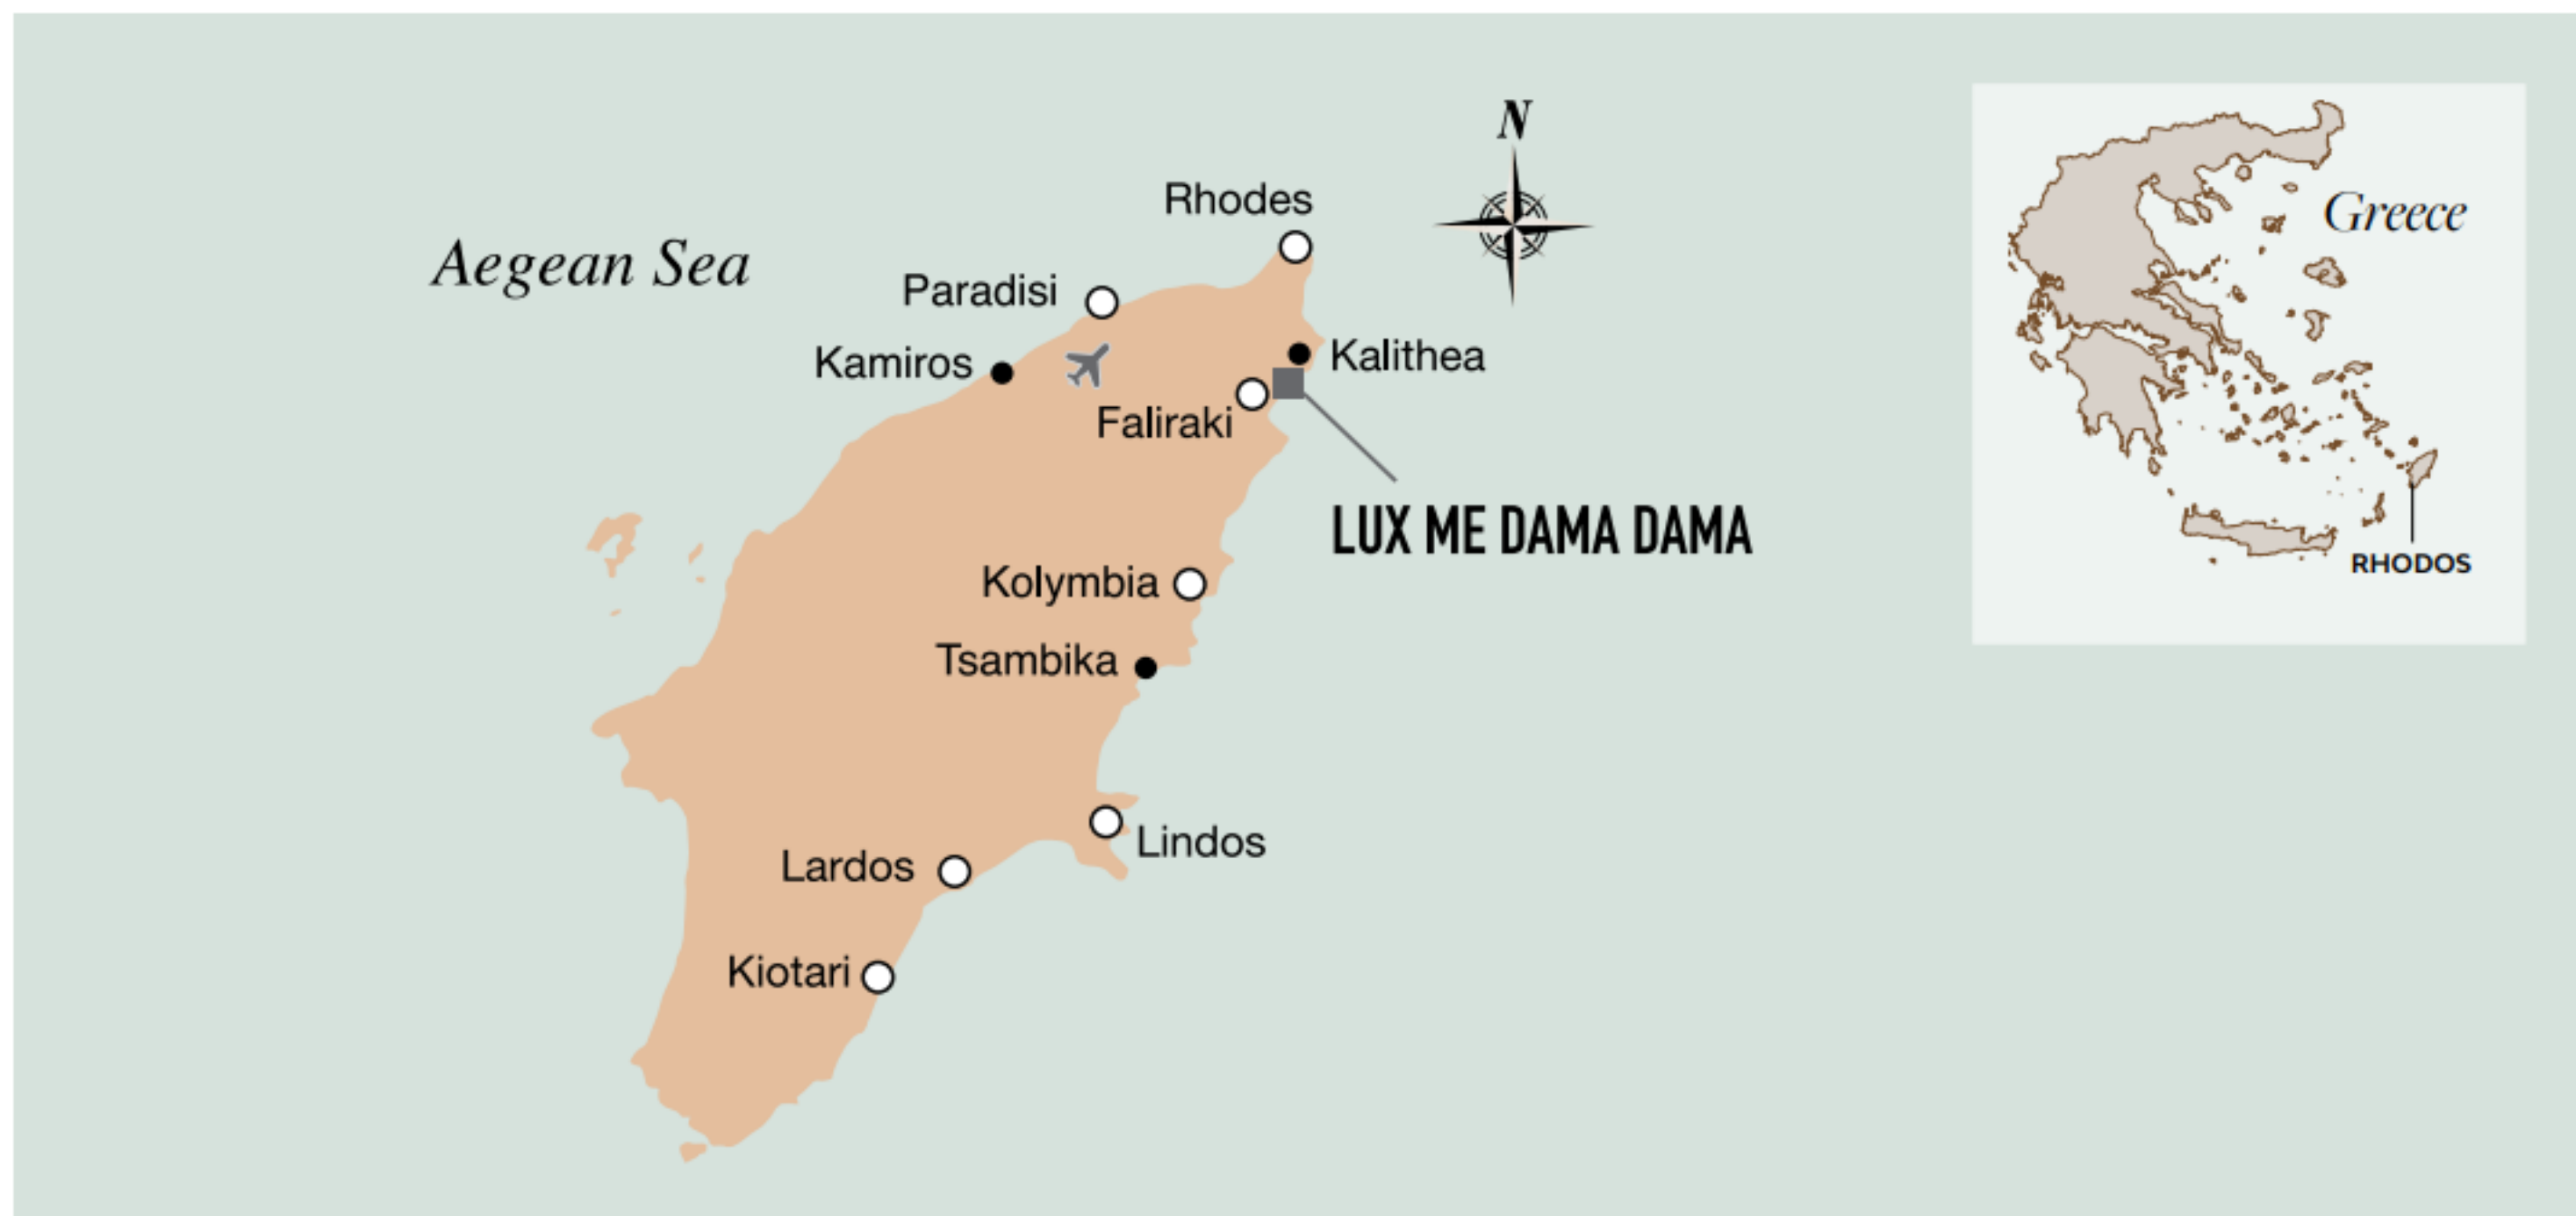 N
Rhodes
Greece
Aegean Sea
Paradisi
Kalithea
Kamiros
Faliraki
LUX ME DAMA DAMA
RHODOS
Kolymbia
Tsambika
Lindos
Lardos
Kiotari